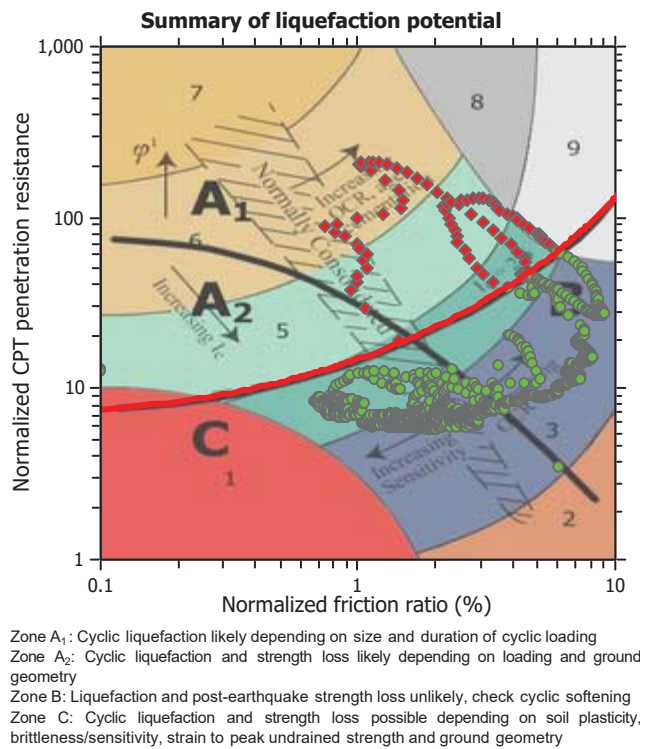 Summary of liquefaction potential
1,000
100
10
1
Normalized CPT penetration resistance
7
8
9
φ'
A1
6
A2
5
B
C
1
3
2
Normally Consolidated
Increasing Ic
Increasing
Sensitivity
0.1
1
10
Normalized friction ratio (%)
Zone A1: Cyclic liquefaction likely depending on size and duration of cyclic loading
Zone A2: Cyclic liquefaction and strength loss likely depending on loading and ground
geometry
Zone B: Liquefaction and post-earthquake strength loss unlikely, check cyclic softening
Zone C: Cyclic liquefaction and strength loss possible depending on soil plasticity,
brittleness/sensitivity, strain to peak undrained strength and ground geometry